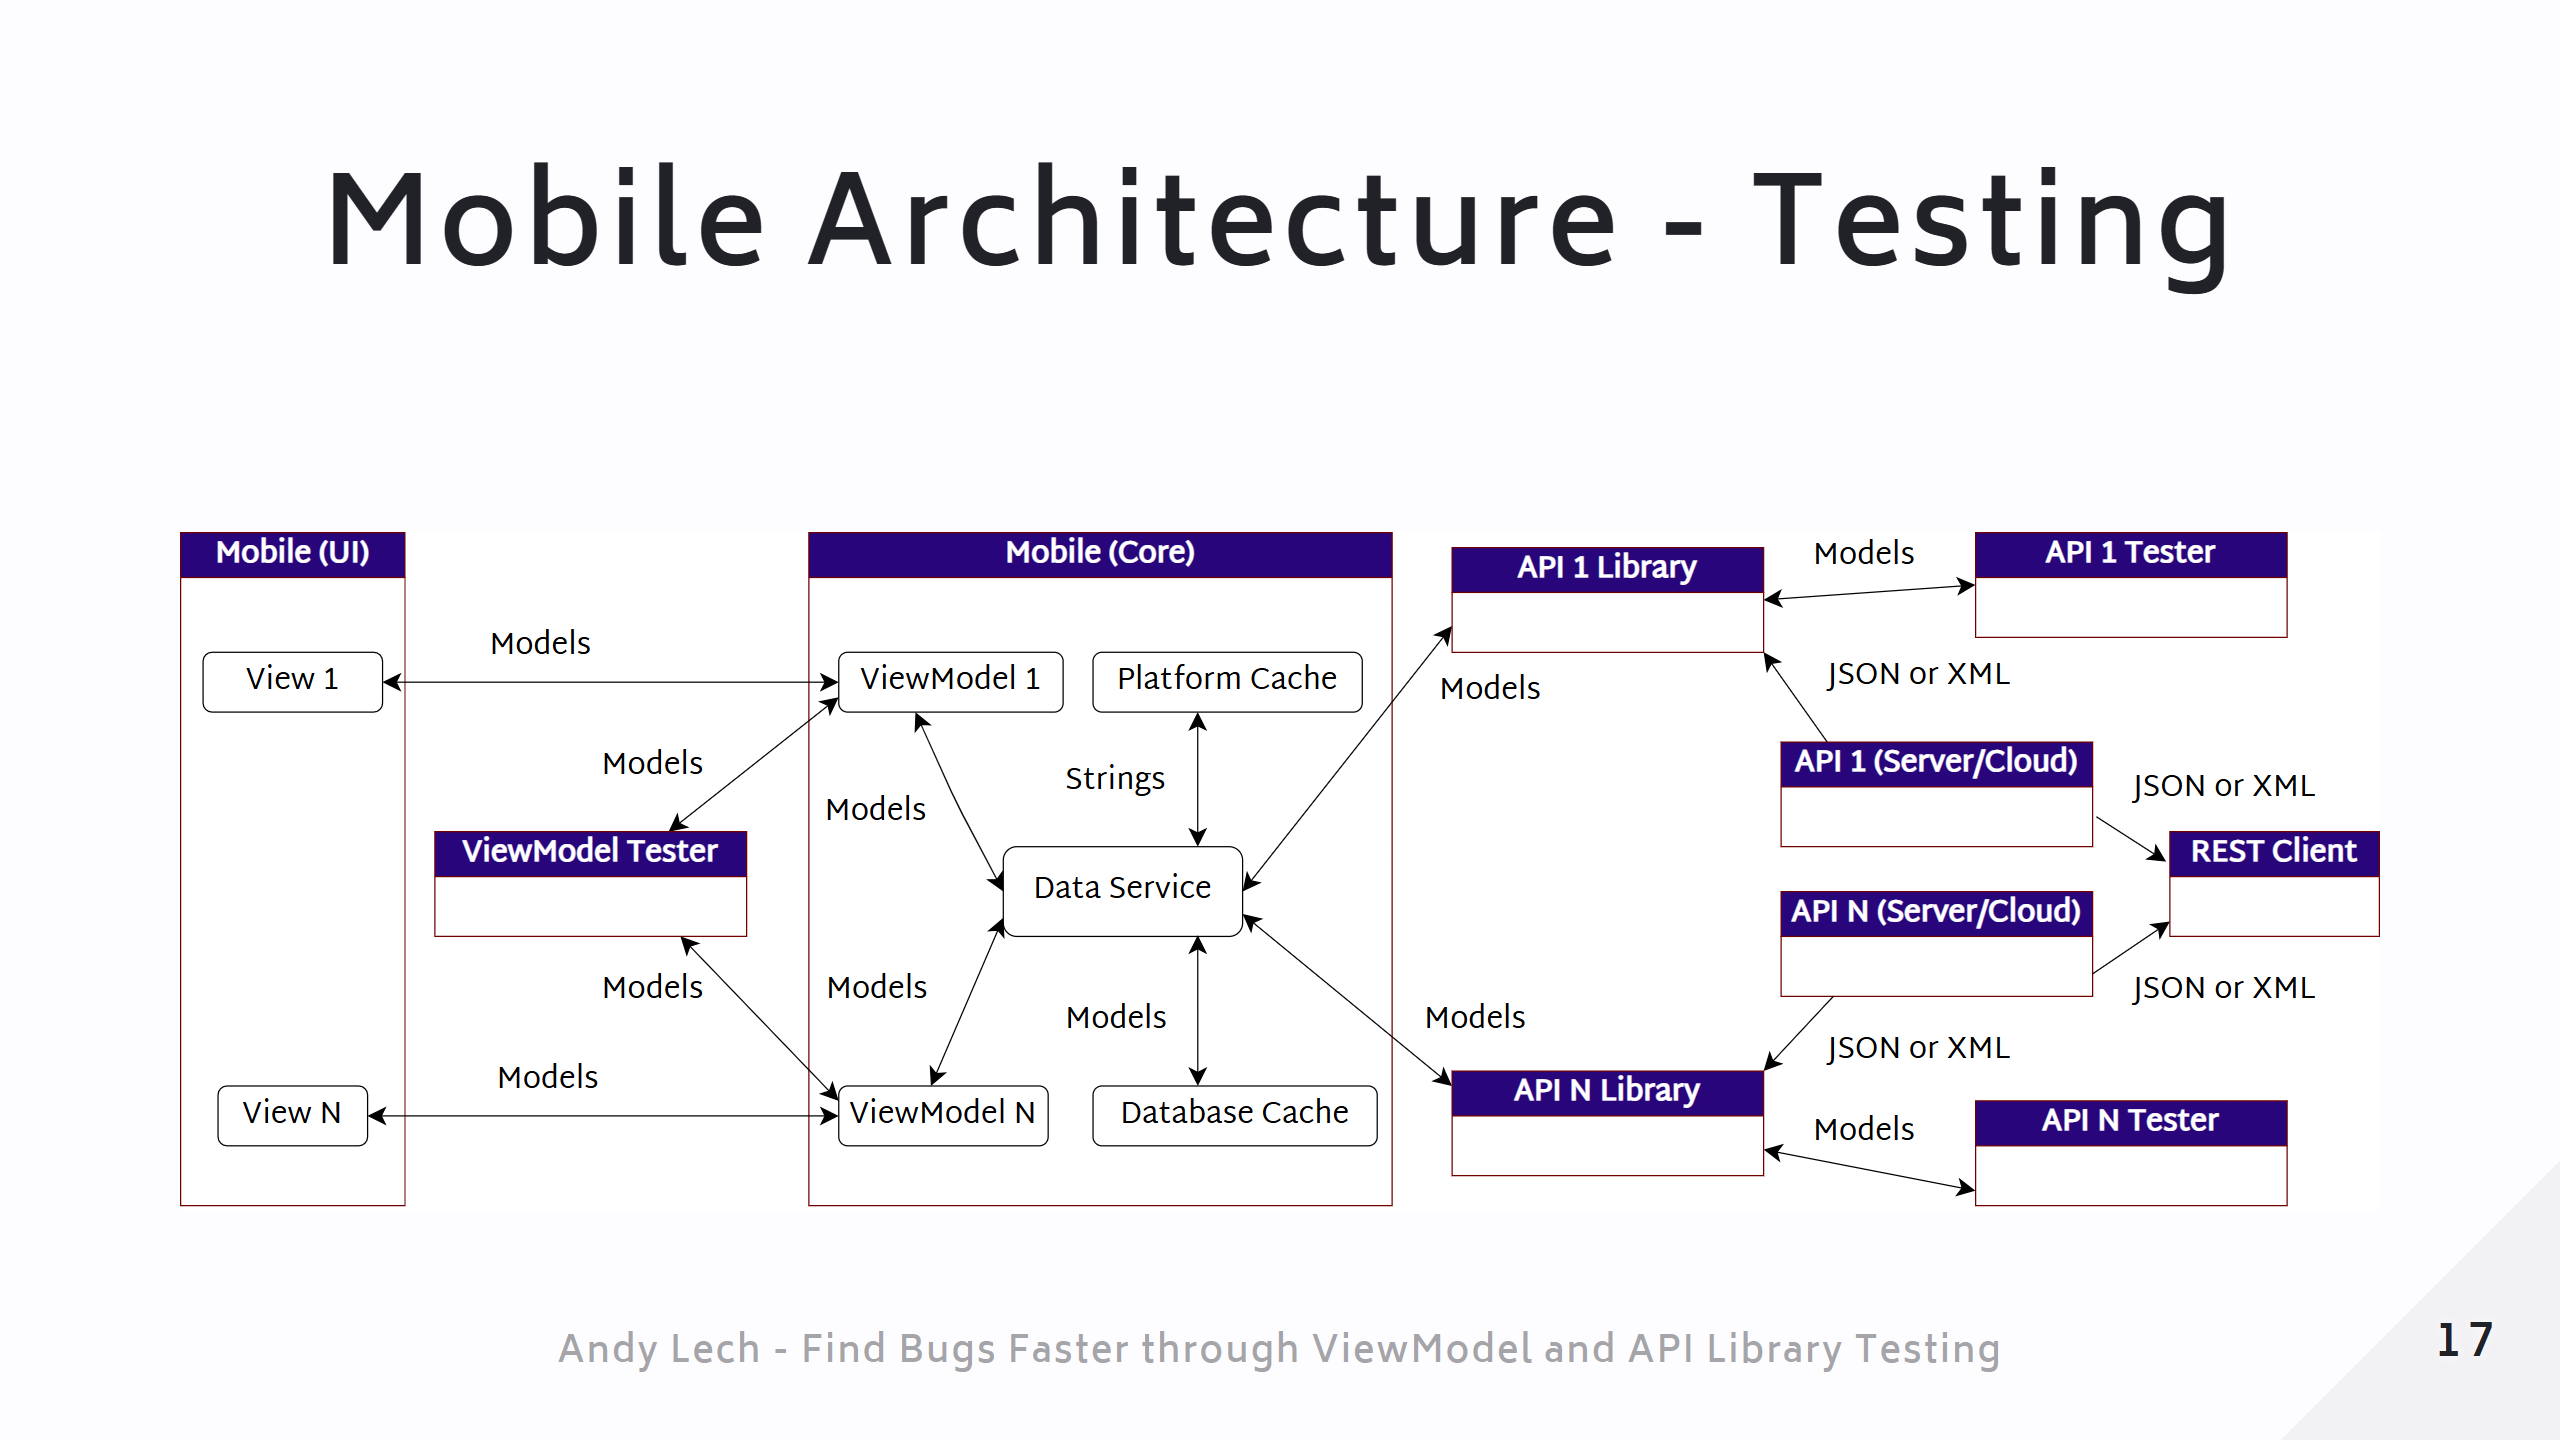 Mobile Architecture - Testing
Mobile (UI)
Mobile (Core)
API 1 Library
Models
API 1 Tester
Models
View 1
ViewModel 1
Platform Cache
Models
JSON or XML
Models
Models
Strings
API 1 (Server/Cloud)
JSON or XML
ViewModel Tester
Data Service
REST Client
API N (Server/Cloud)
Models
Models
Models
Models
JSON or XML
JSON or XML
Models
View N
ViewModel N
Database Cache
API N Library
Models
API N Tester
Andy Lech - Find Bugs Faster through ViewModel and API Library Testing
17